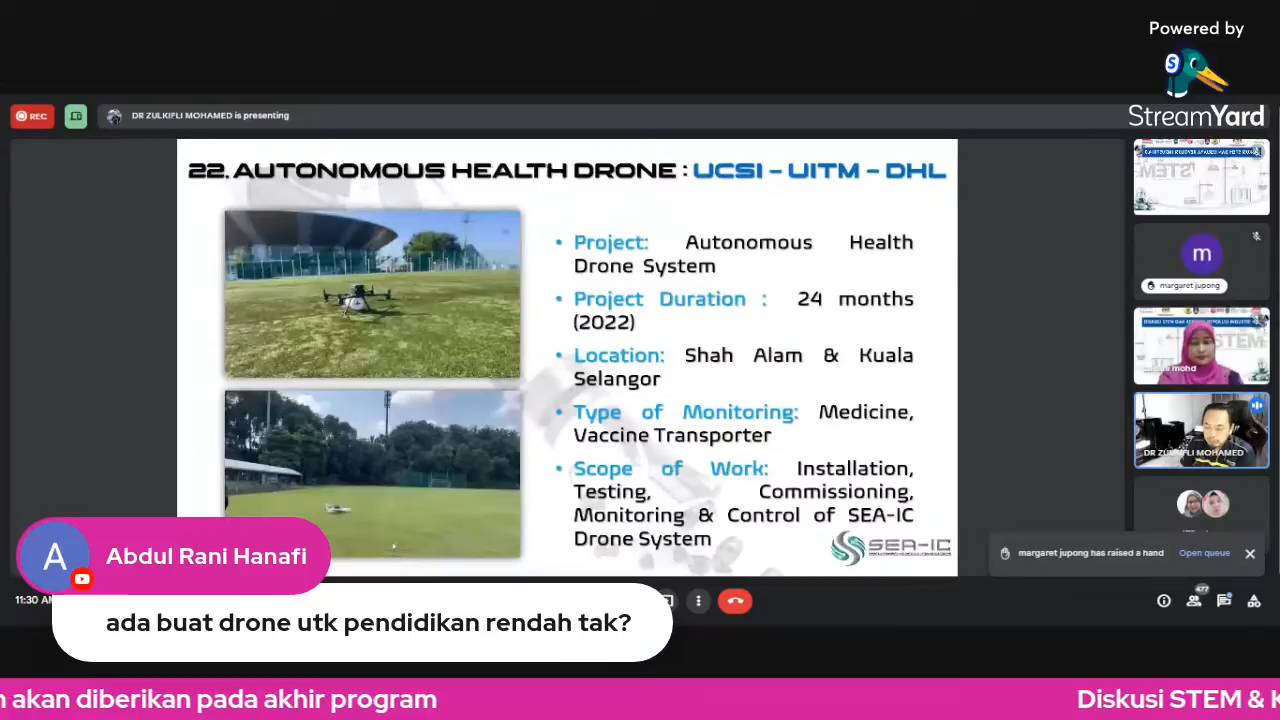 Powered by
StreamYard
REC
DR ZULKIFLI MOHAMED is presenting
22. AUTONOMOUS HEALTH DRONE : UCSI - UITM - DHL
• Project: Autonomous Health
Drone System
• Project Duration : 24 months
(2022)
• Location: Shah Alam & Kuala
Selangor
• Type of Monitoring: Medicine,
Vaccine Transporter
• Scope of Work: Installation,
Testing, Commissioning,
Monitoring & Control of SEA-IC
Drone System
SEA-IC
m
margaret jupong
STEM
mohd
DR ZULKIFLI MOHAMED
margaret jupong has raised a hand
Open queue
11:30
477
A
Abdul Rani Hanafi
ada buat drone utk pendidikan rendah tak?
akan diberikan pada akhir program
Diskusi STEM & K